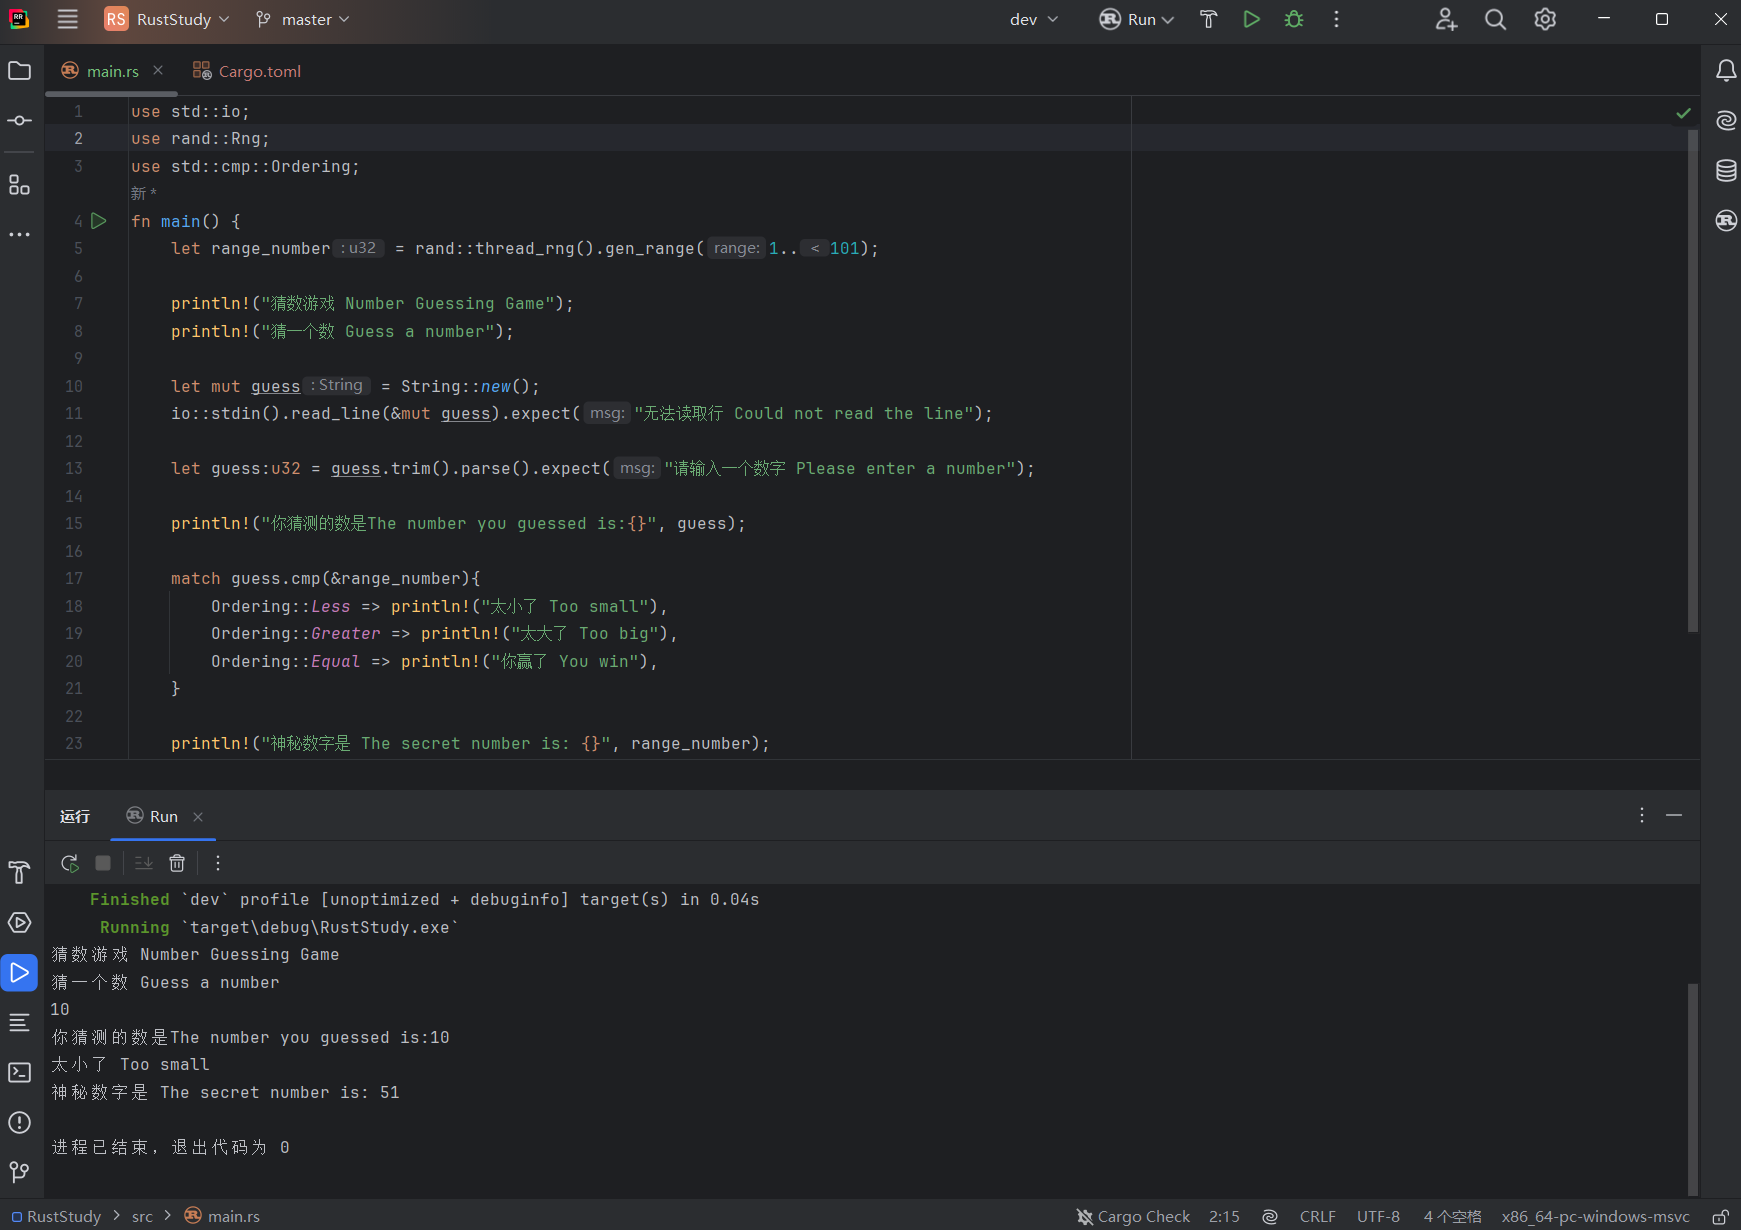 RR
RS RustStudy master dev Run
main.rs Cargo.toml
1 use std::io;
2 use rand::Rng;
3 use std::cmp::Ordering;
新 *
4 fn main() {
5 let range_number : u32 = rand::thread_rng().gen_range( range: 1.. < 101);
6
7 println!("猜数游戏 Number Guessing Game");
8 println!("猜一个数 Guess a number");
9
10 let mut guess : String = String::new();
11 io::stdin().read_line(&mut guess).expect( msg: "无法读取行 Could not read the line");
12
13 let guess:u32 = guess.trim().parse().expect( msg: "请输入一个数字 Please enter a number");
14
15 println!("你猜测的数是The number you guessed is:{}", guess);
16
17 match guess.cmp(&range_number){
18 Ordering::Less => println!("太小了 Too small"),
19 Ordering::Greater => println!("太大了 Too big"),
20 Ordering::Equal => println!("你赢了 You win"),
21 }
22
23 println!("神秘数字是 The secret number is: {}", range_number);
运行 Run
Finished `dev` profile [unoptimized + debuginfo] target(s) in 0.04s
Running `target\debug\RustStudy.exe`
猜数游戏 Number Guessing Game
猜一个数 Guess a number
10
你猜测的数是The number you guessed is:10
太小了 Too small
神秘数字是 The secret number is: 51
进程已结束，退出代码为 0
RustStudy > src > main.rs Cargo Check 2:15 CRLF UTF-8 4 个空格 x86_64-pc-windows-msvc